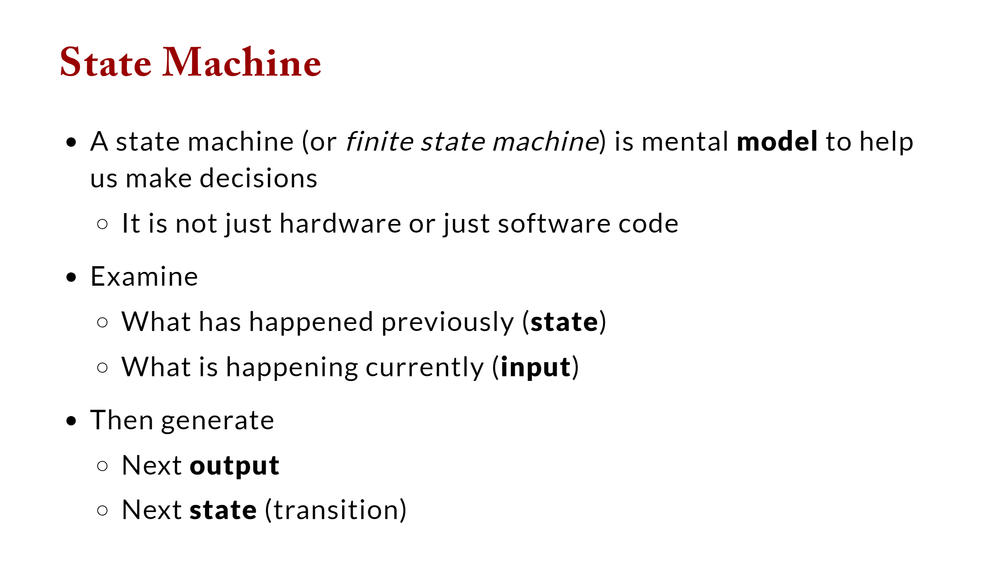 State Machine
• A state machine (or finite state machine) is mental model to help
us make decisions
○ It is not just hardware or just software code
• Examine
○ What has happened previously (state)
○ What is happening currently (input)
• Then generate
○ Next output
○ Next state (transition)